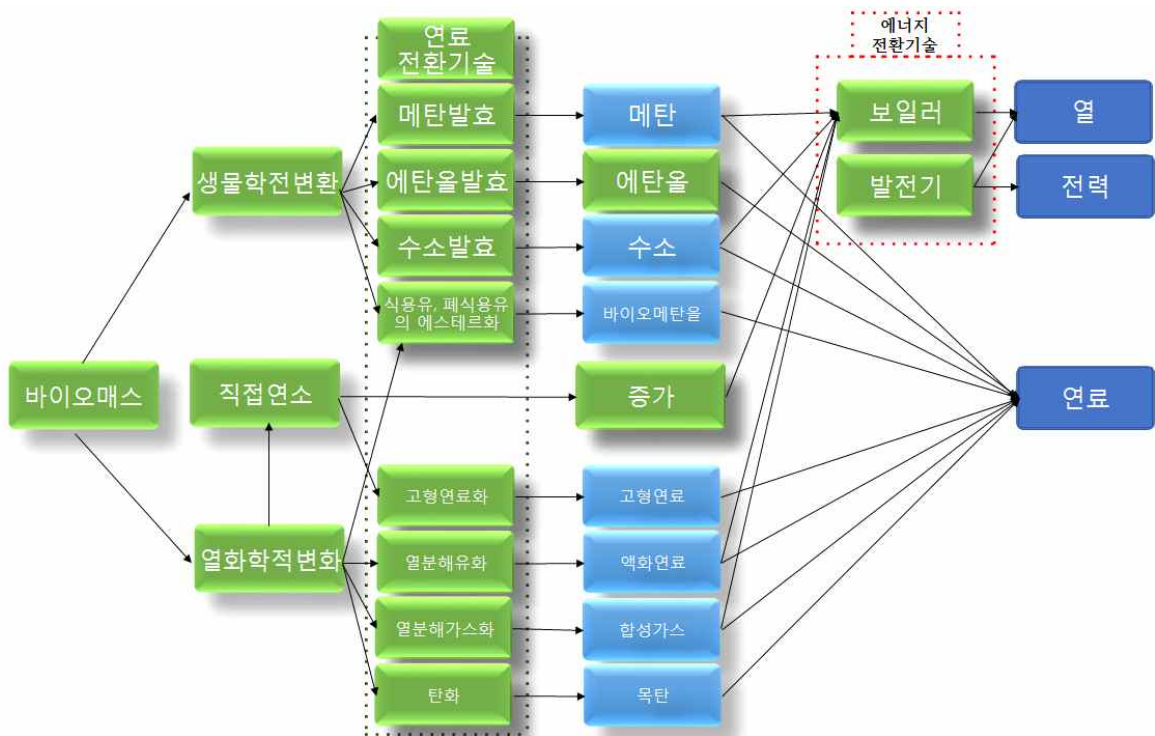 에너지
전환기술
연료
전환기술
메탄발효
메탄
보일러
열
생물학전변환
에탄올발효
에탄올
발전기
전력
수소발효
수소
식용유, 폐식용유
의 에스테르화
바이오메탄올
바이오매스
직접연소
증가
연료
고형연료화
고형연료
열화학적변화
열분해유화
액화연료
열분해가스화
합성가스
탄화
목탄